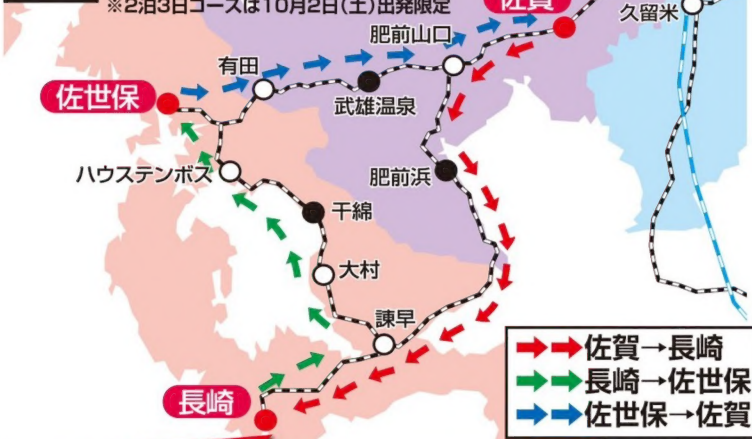 ※2泊3日コースは10月2日(土)出発限定
佐賀
久留米
肥前山口
有田
佐世保
武雄温泉
ハウステンボス
肥前浜
千綿
大村
諫早
佐賀→長崎
長崎→佐世保
佐世保→佐賀
長崎